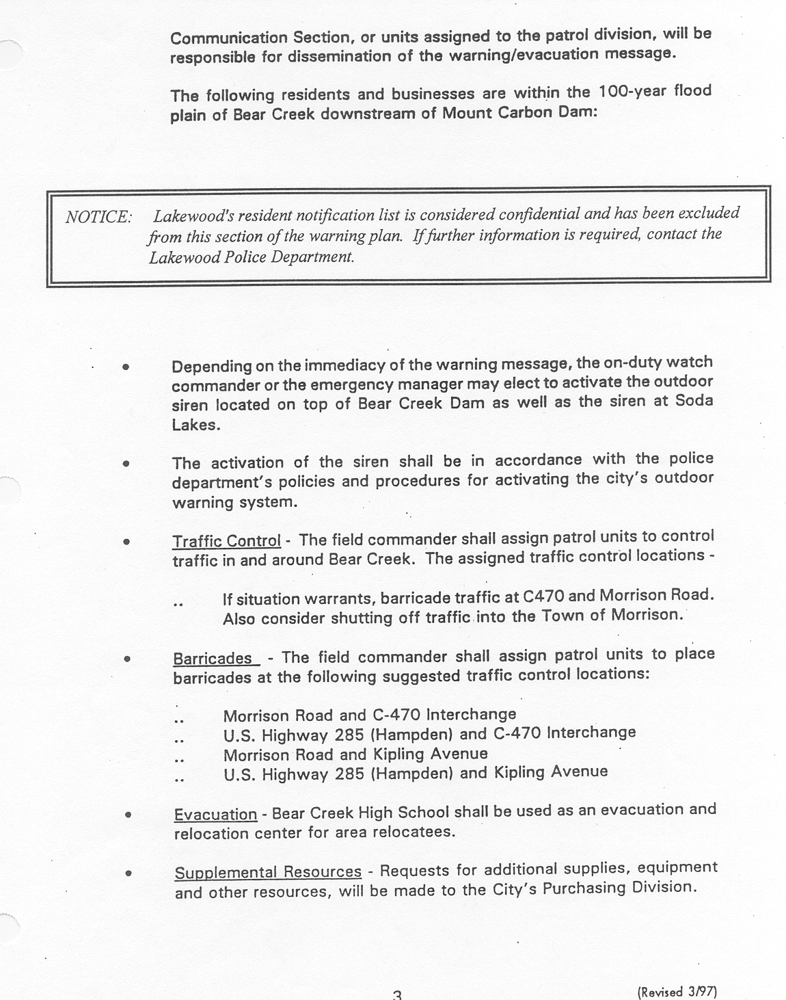 Communication Section, or units assigned to the patrol division, will be
responsible for dissemination of the warning/evacuation message.
The following residents and businesses are within the 100-year flood
plain of Bear Creek downstream of Mount Carbon Dam:
NOTICE: Lakewood's resident notification list is considered confidential and has been excluded
from this section of the warning plan. If further information is required, contact the
Lakewood Police Department.
• Depending on the immediacy of the warning message, the on-duty watch
commander or the emergency manager may elect to activate the outdoor
siren located on top of Bear Creek Dam as well as the siren at Soda
Lakes.
• The activation of the siren shall be in accordance with the police
department's policies and procedures for activating the city's outdoor
warning system.
• Traffic Control - The field commander shall assign patrol units to control
traffic in and around Bear Creek. The assigned traffic control locations -
.. If situation warrants, barricade traffic at C470 and Morrison Road.
Also consider shutting off traffic into the Town of Morrison.
• Barricades - The field commander shall assign patrol units to place
barricades at the following suggested traffic control locations:
.. Morrison Road and C-470 Interchange
.. U.S. Highway 285 (Hampden) and C-470 Interchange
.. Morrison Road and Kipling Avenue
.. U.S. Highway 285 (Hampden) and Kipling Avenue
• Evacuation - Bear Creek High School shall be used as an evacuation and
relocation center for area relocatees.
• Supplemental Resources - Requests for additional supplies, equipment
and other resources, will be made to the City's Purchasing Division.
3 (Revised 3/97)